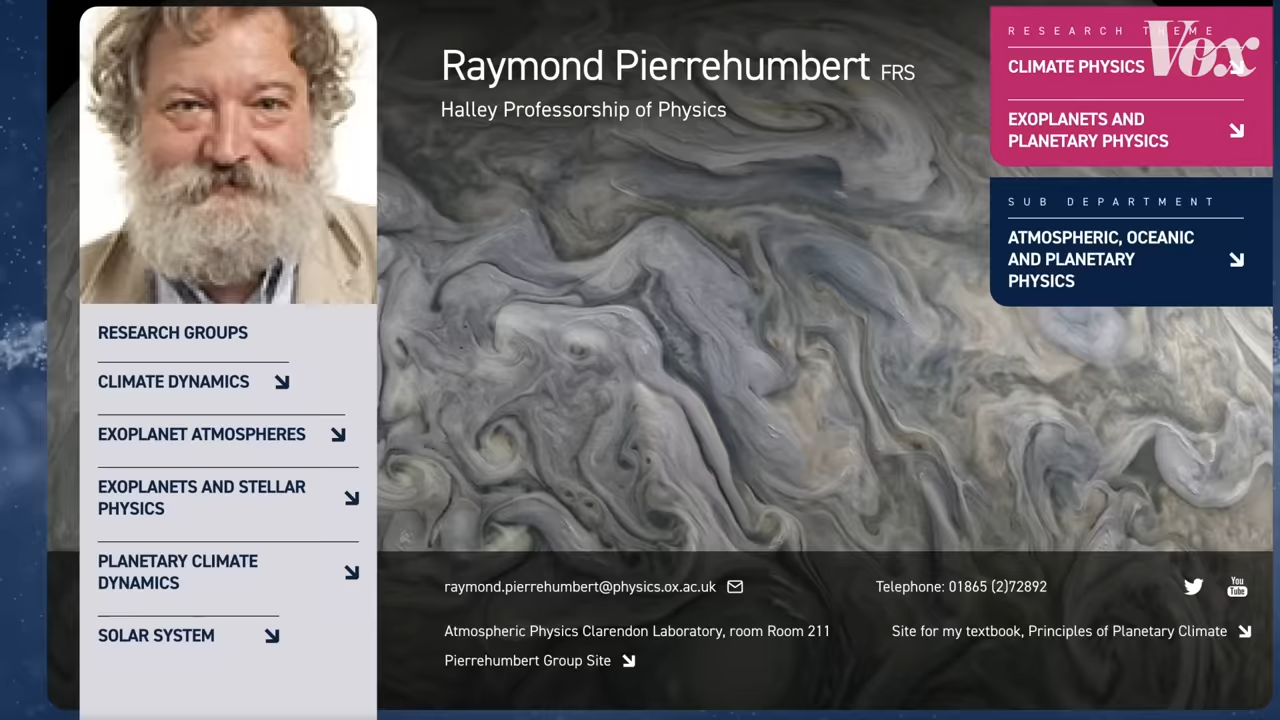 Raymond Pierrehumbert FRS
Halley Professorship of Physics
RESEARCH THEME
Vox
CLIMATE PHYSICS
EXOPLANETS AND
PLANETARY PHYSICS
SUB DEPARTMENT
ATMOSPHERIC, OCEANIC
AND PLANETARY
PHYSICS
RESEARCH GROUPS
CLIMATE DYNAMICS
EXOPLANET ATMOSPHERES
EXOPLANETS AND STELLAR
PHYSICS
PLANETARY CLIMATE
DYNAMICS
SOLAR SYSTEM
raymond.pierrehumbert@physics.ox.ac.uk
Telephone: 01865 (2)72892
You
Tube
Atmospheric Physics Clarendon Laboratory, room Room 211
Site for my textbook, Principles of Planetary Climate
Pierrehumbert Group Site